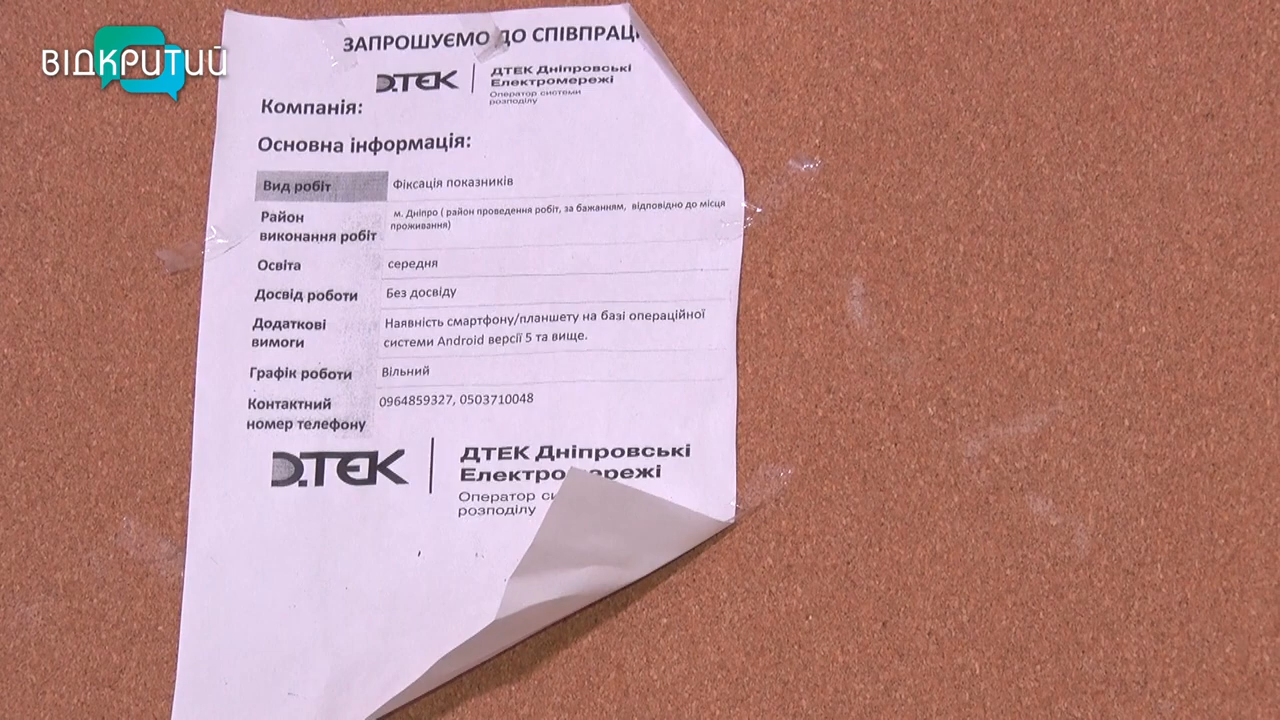 ВІДКРИТИЙ
ЗАПРОШУЄМО ДО СПІВПРАЦ
ДТЕК
ДТЕК Дніпровські
Електромережі
Оператор системи
розподілу
Компанія:
Основна інформація:
Вид робіт
Фіксація показників
Район
виконання робіт
м. Дніпро ( район проведення робіт, за бажанням, відповідно до місця
проживання)
Освіта
середня
Досвід роботи
Без досвіду
Додаткові
вимоги
Наявність смартфону/планшету на базі операційної
системи Android версії 5 та вище.
Графік роботи
Вільний
Контактний
номер телефону
0964859327, 0503710048
ДТЕК
ДТЕК Дніпровські
Електромережі
Оператор си
розподілу